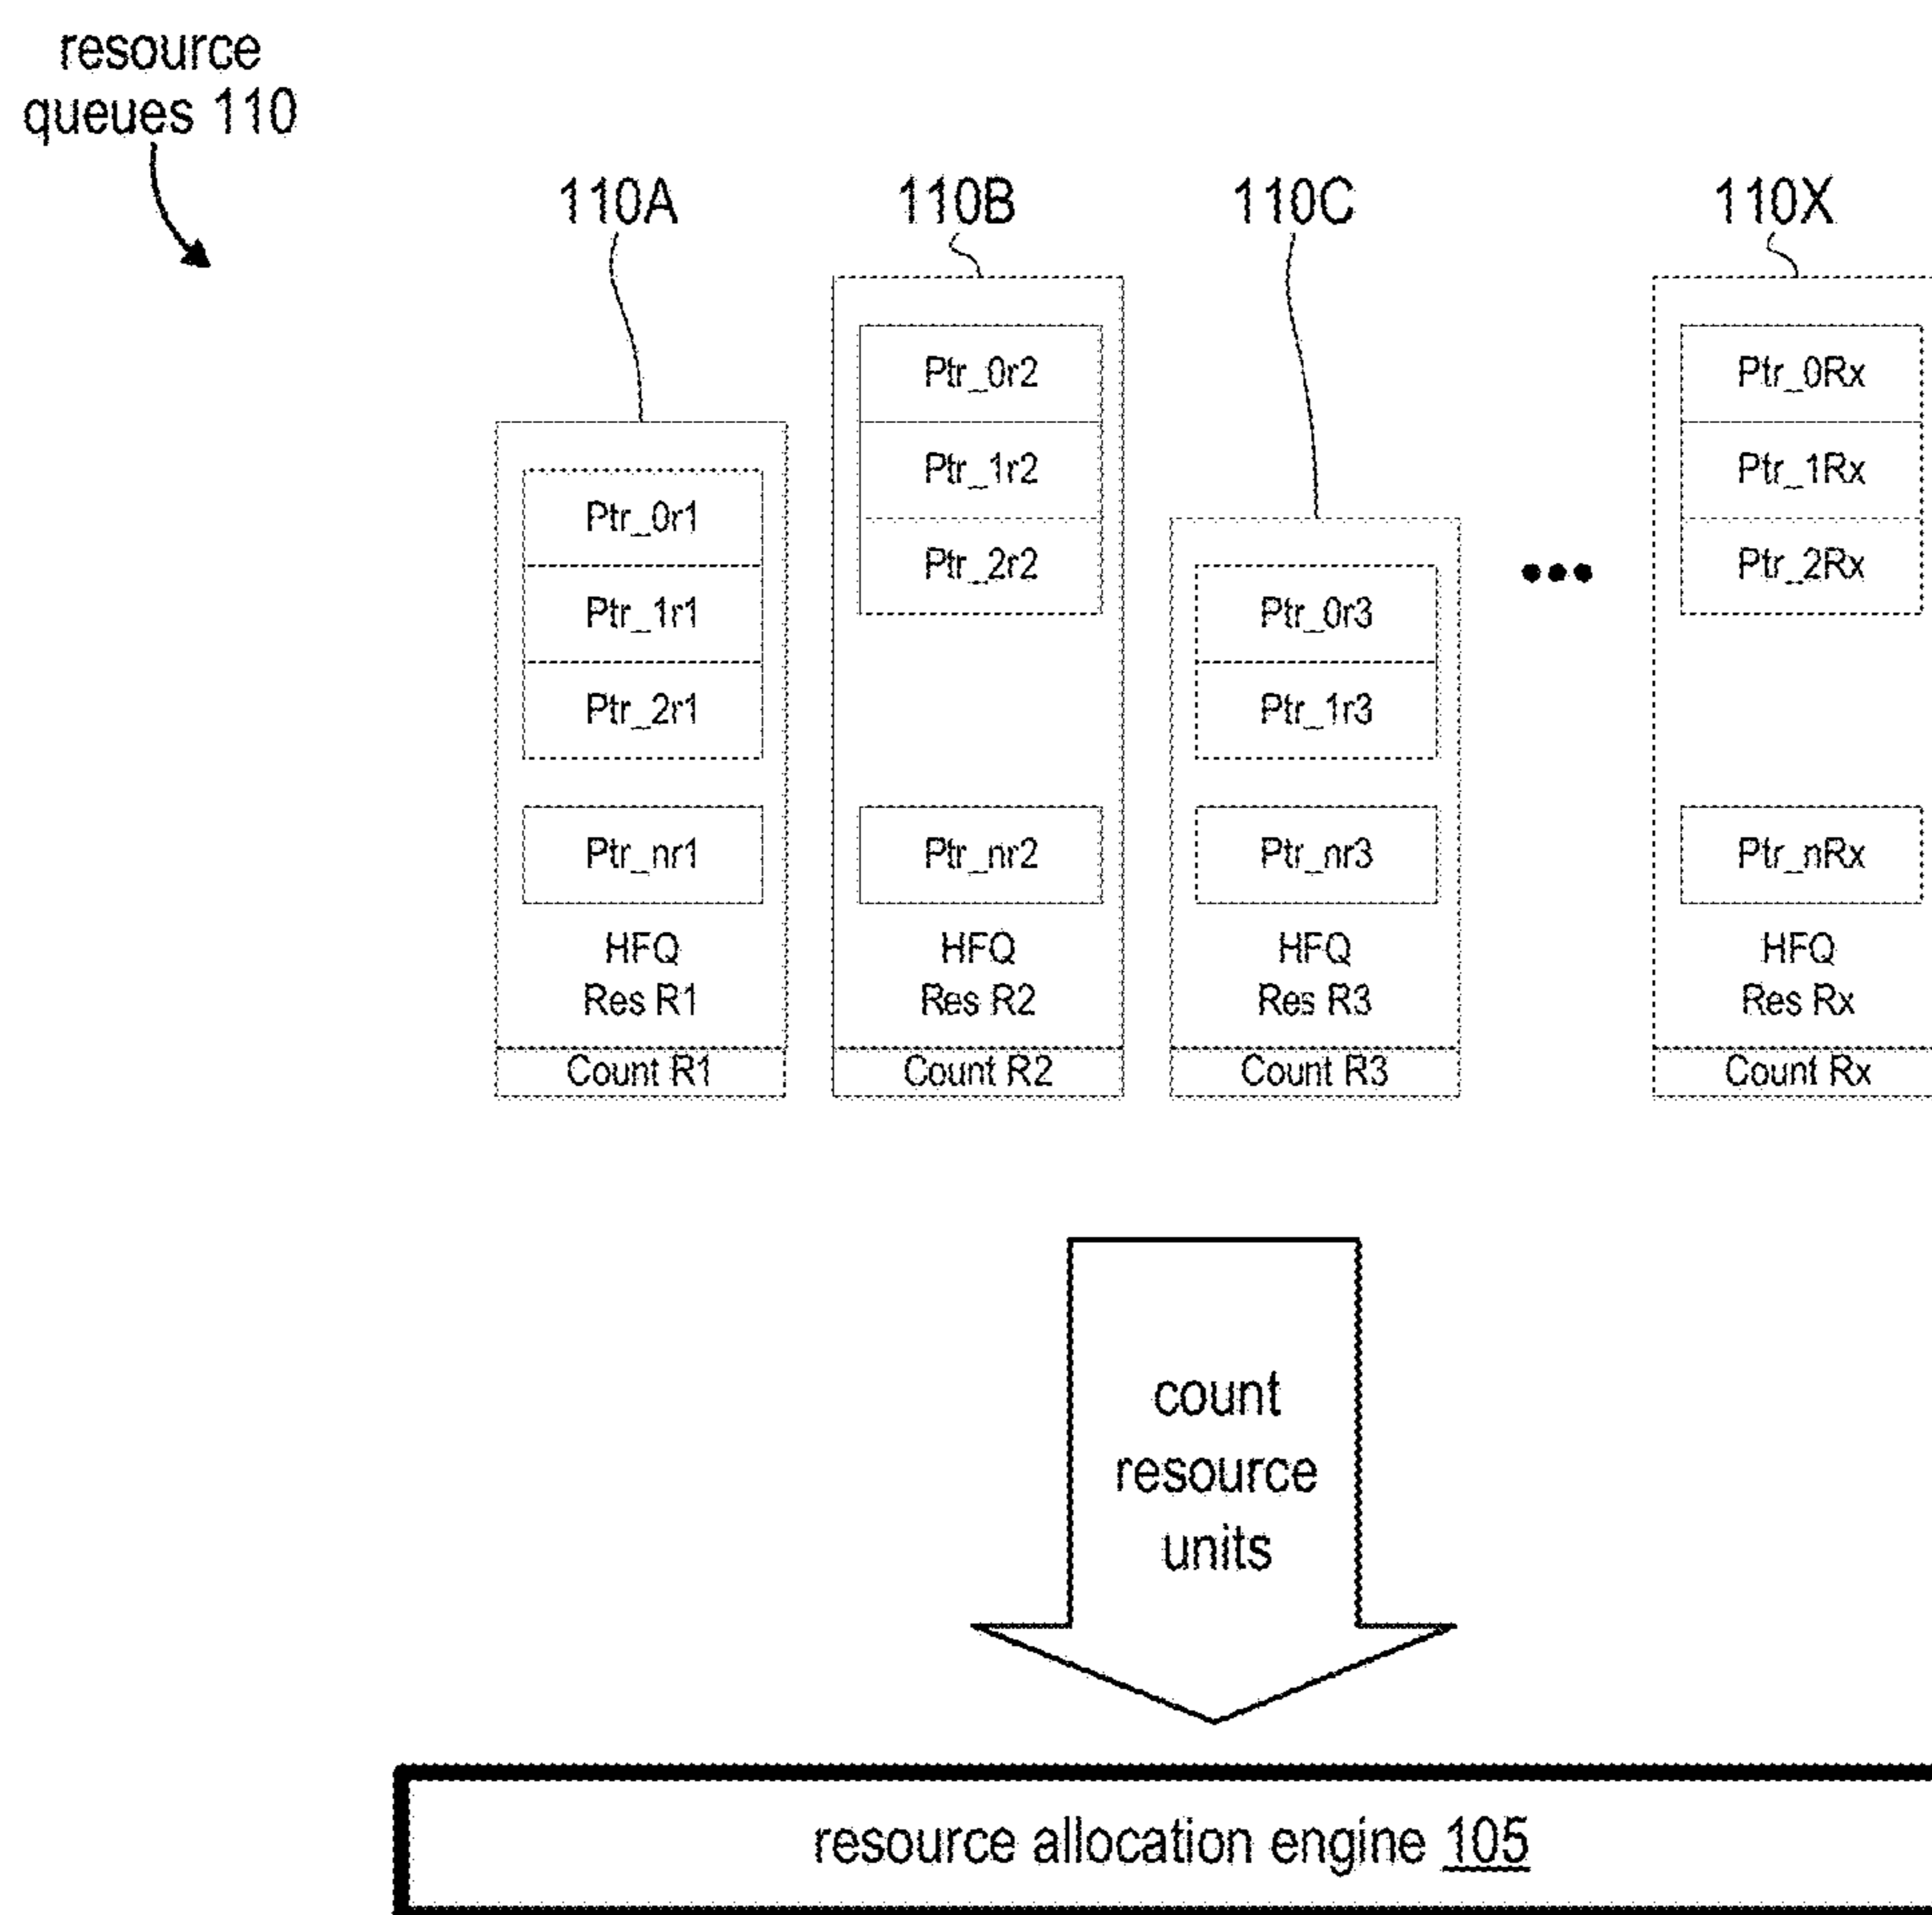 resource
queues 110
110A
110B
110C
110X
Ptr_0r1
Ptr_1r1
Ptr_2r1
Ptr_nr1
HFQ
Res R1
Count R1
Ptr_0r2
Ptr_1r2
Ptr_2r2
Ptr_nr2
HFQ
Res R2
Count R2
Ptr_0r3
Ptr_1r3
Ptr_nr3
HFQ
Res R3
Count R3
•••
Ptr_0Rx
Ptr_1Rx
Ptr_2Rx
Ptr_nRx
HFQ
Res Rx
Count Rx
count
resource
units
resource allocation engine 105